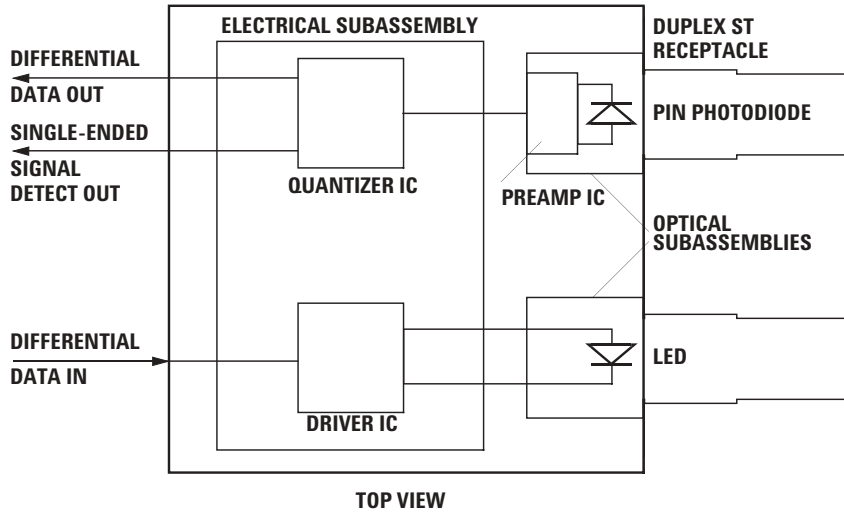 ELECTRICAL SUBASSEMBLY
DUPLEX ST
RECEPTACLE
DIFFERENTIAL
DATA OUT
SINGLE-ENDED
SIGNAL
DETECT OUT
QUANTIZER IC
PREAMP IC
PIN PHOTODIODE
OPTICAL
SUBASSEMBLIES
DIFFERENTIAL
DATA IN
DRIVER IC
LED
TOP VIEW